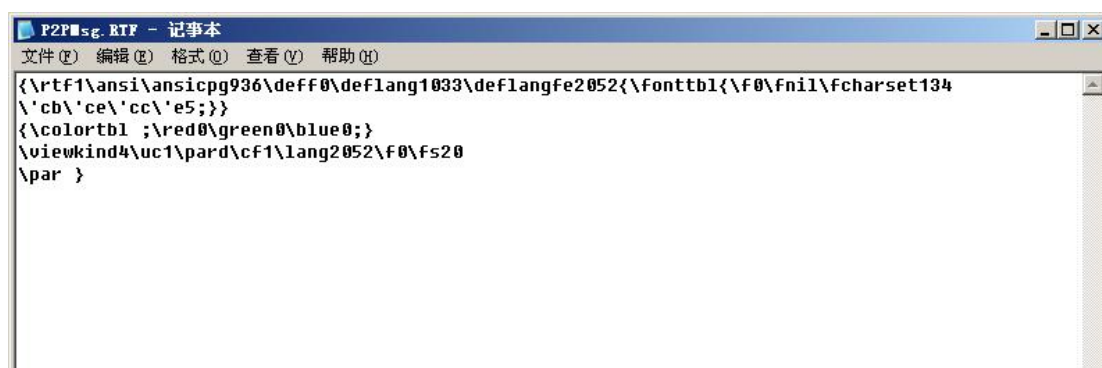 P2PMsg.RTF - 记事本
文件(F) 编辑(E) 格式(O) 查看(V) 帮助(H)
{\rtf1\ansi\ansicpg936\deff0\deflang1033\deflangfe2052{\fonttbl{\f0\fnil\fcharset134
\'cb\'ce\'cc\'e5;}}
{\colortbl ;\red0\green0\blue0;}
\viewkind4\uc1\pard\cf1\lang2052\f0\fs20
\par }